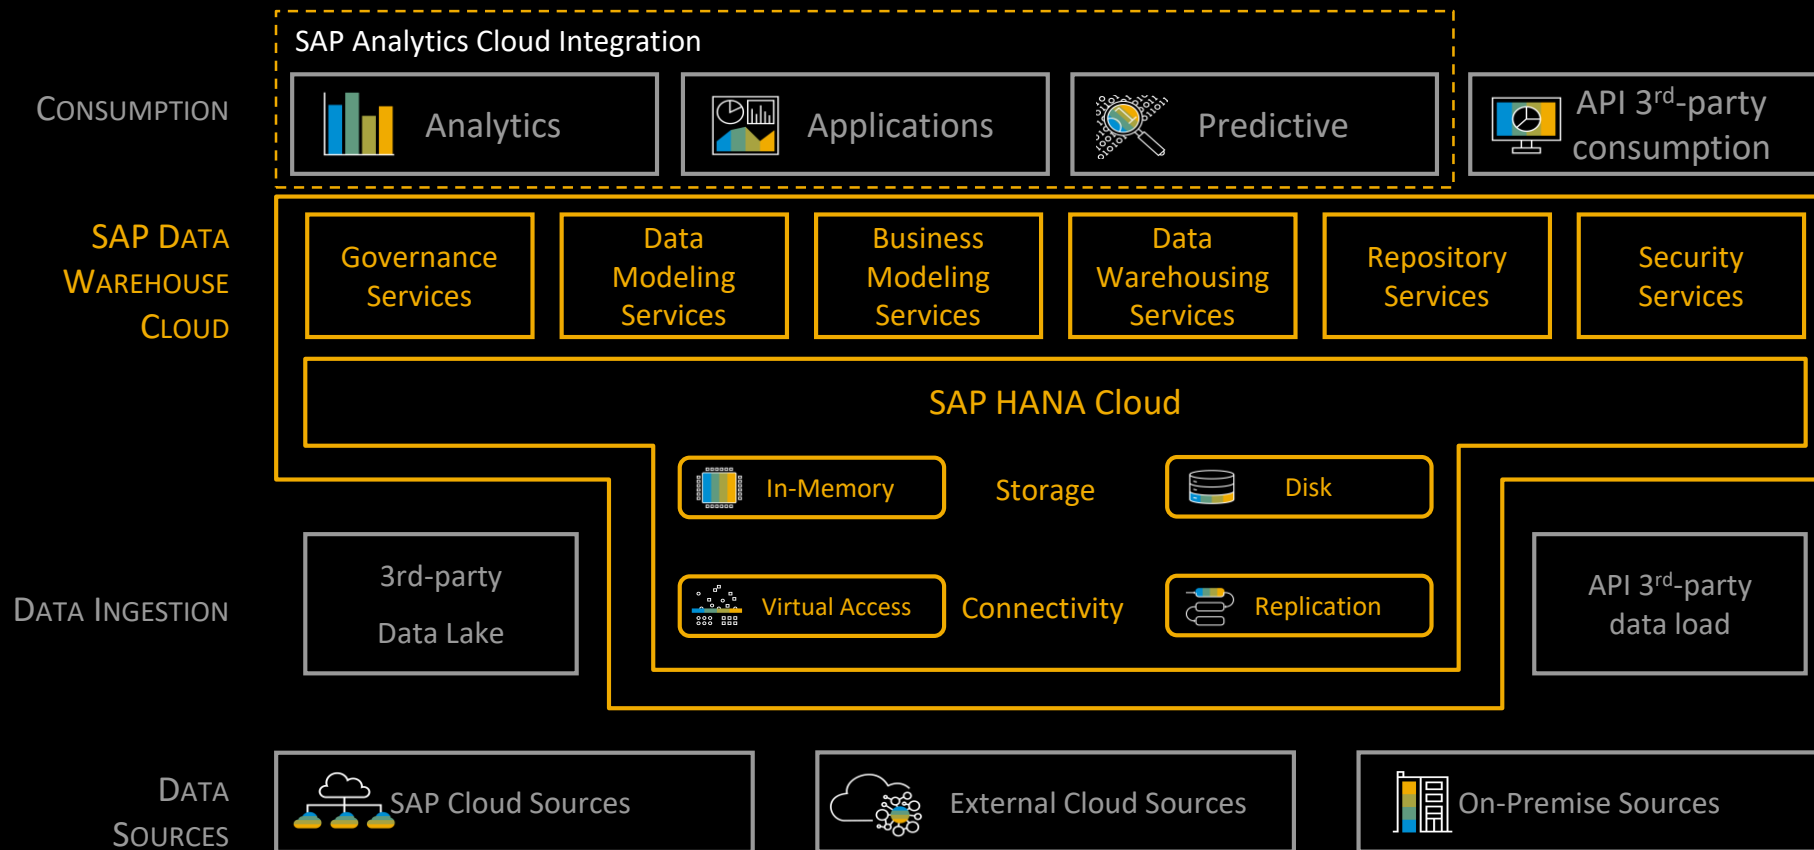 SAP Analytics Cloud Integration
CONSUMPTION
Analytics
Applications
Predictive
API 3rd-party
consumption
SAP DATA
WAREHOUSE
CLOUD
Governance
Services
Data
Modeling
Services
Business
Modeling
Services
Data
Warehousing
Services
Repository
Services
Security
Services
SAP HANA Cloud
In-Memory
Storage
Disk
DATA INGESTION
3rd-party
Data Lake
Virtual Access
Connectivity
Replication
API 3rd-party
data load
DATA
SOURCES
SAP Cloud Sources
External Cloud Sources
On-Premise Sources